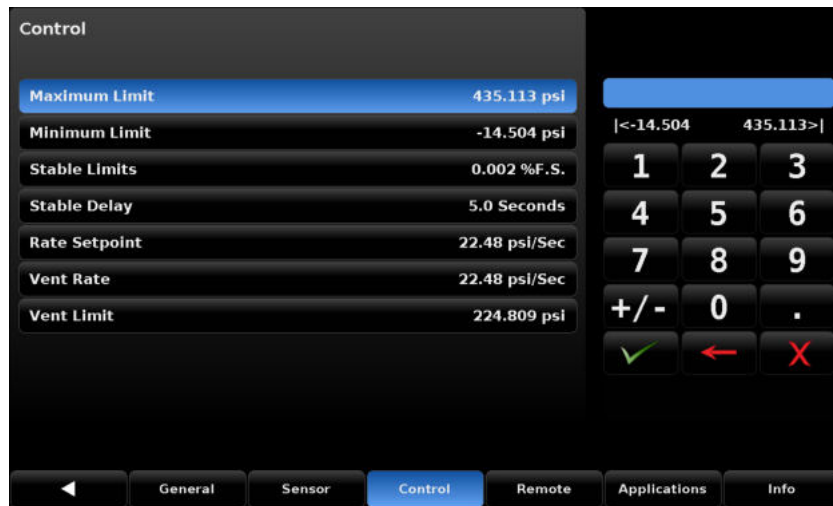 Control
Maximum Limit 435.113 psi
Minimum Limit -14.504 psi
Stable Limits 0.002 %F.S.
Stable Delay 5.0 Seconds
Rate Setpoint 22.48 psi/Sec
Vent Rate 22.48 psi/Sec
Vent Limit 224.809 psi
|<-14.504 435.113>|
1 2 3
4 5 6
7 8 9
+/- 0 .
General Sensor Control Remote Applications Info